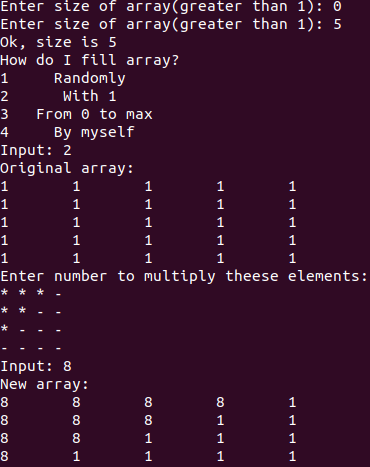 Enter size of array(greater than 1): 0
Enter size of array(greater than 1): 5
Ok, size is 5
How do I fill array?
1     Randomly
2      With 1
3   From 0 to max
4     By myself
Input: 2
Original array:
1       1       1       1       1
1       1       1       1       1
1       1       1       1       1
1       1       1       1       1
1       1       1       1       1
Enter number to multiply theese elements:
* * * -
* * - -
* - - -
- - - -
Input: 8
New array:
8       8       8       8       1
8       8       8       1       1
8       8       1       1       1
8       1       1       1       1